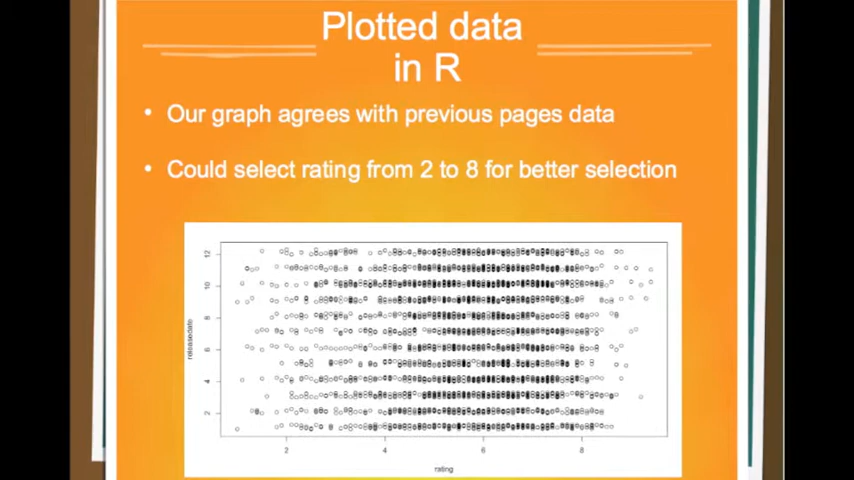 Plotted data
in R
• Our graph agrees with previous pages data
• Could select rating from 2 to 8 for better selection
12
10
8
6
4
2
releasedate
2 4 6 8
rating